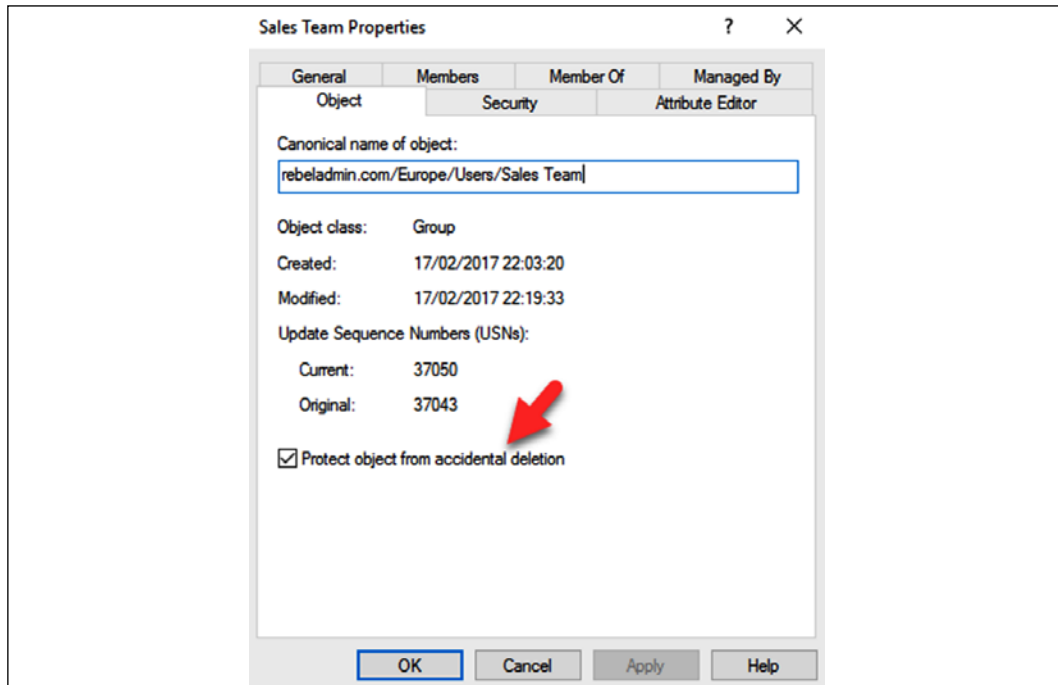 Sales Team Properties ? X
General Members Member Of Managed By
Object Security Attribute Editor
Canonical name of object:
rebeladmin.com/Europe/Users/Sales Team
Object class: Group
Created: 17/02/2017 22:03:20
Modified: 17/02/2017 22:19:33
Update Sequence Numbers (USNs):
Current: 37050
Original: 37043
Protect object from accidental deletion
OK Cancel Apply Help